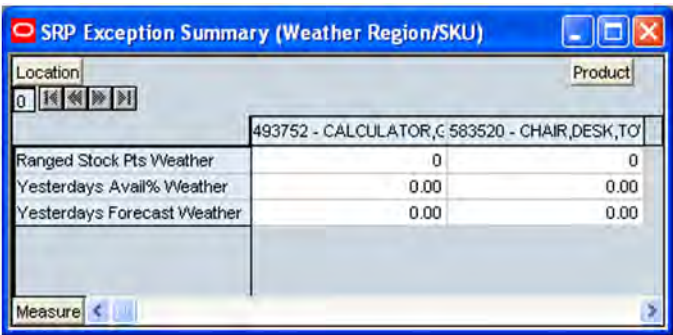 SRP Exception Summary (Weather Region/SKU)
Location Product
0
493752 - CALCULATOR,C 583520 - CHAIR,DESK,TO'
Ranged Stock Pts Weather 0 0
Yesterdays Avail% Weather 0.00 0.00
Yesterdays Forecast Weather 0.00 0.00
Measure